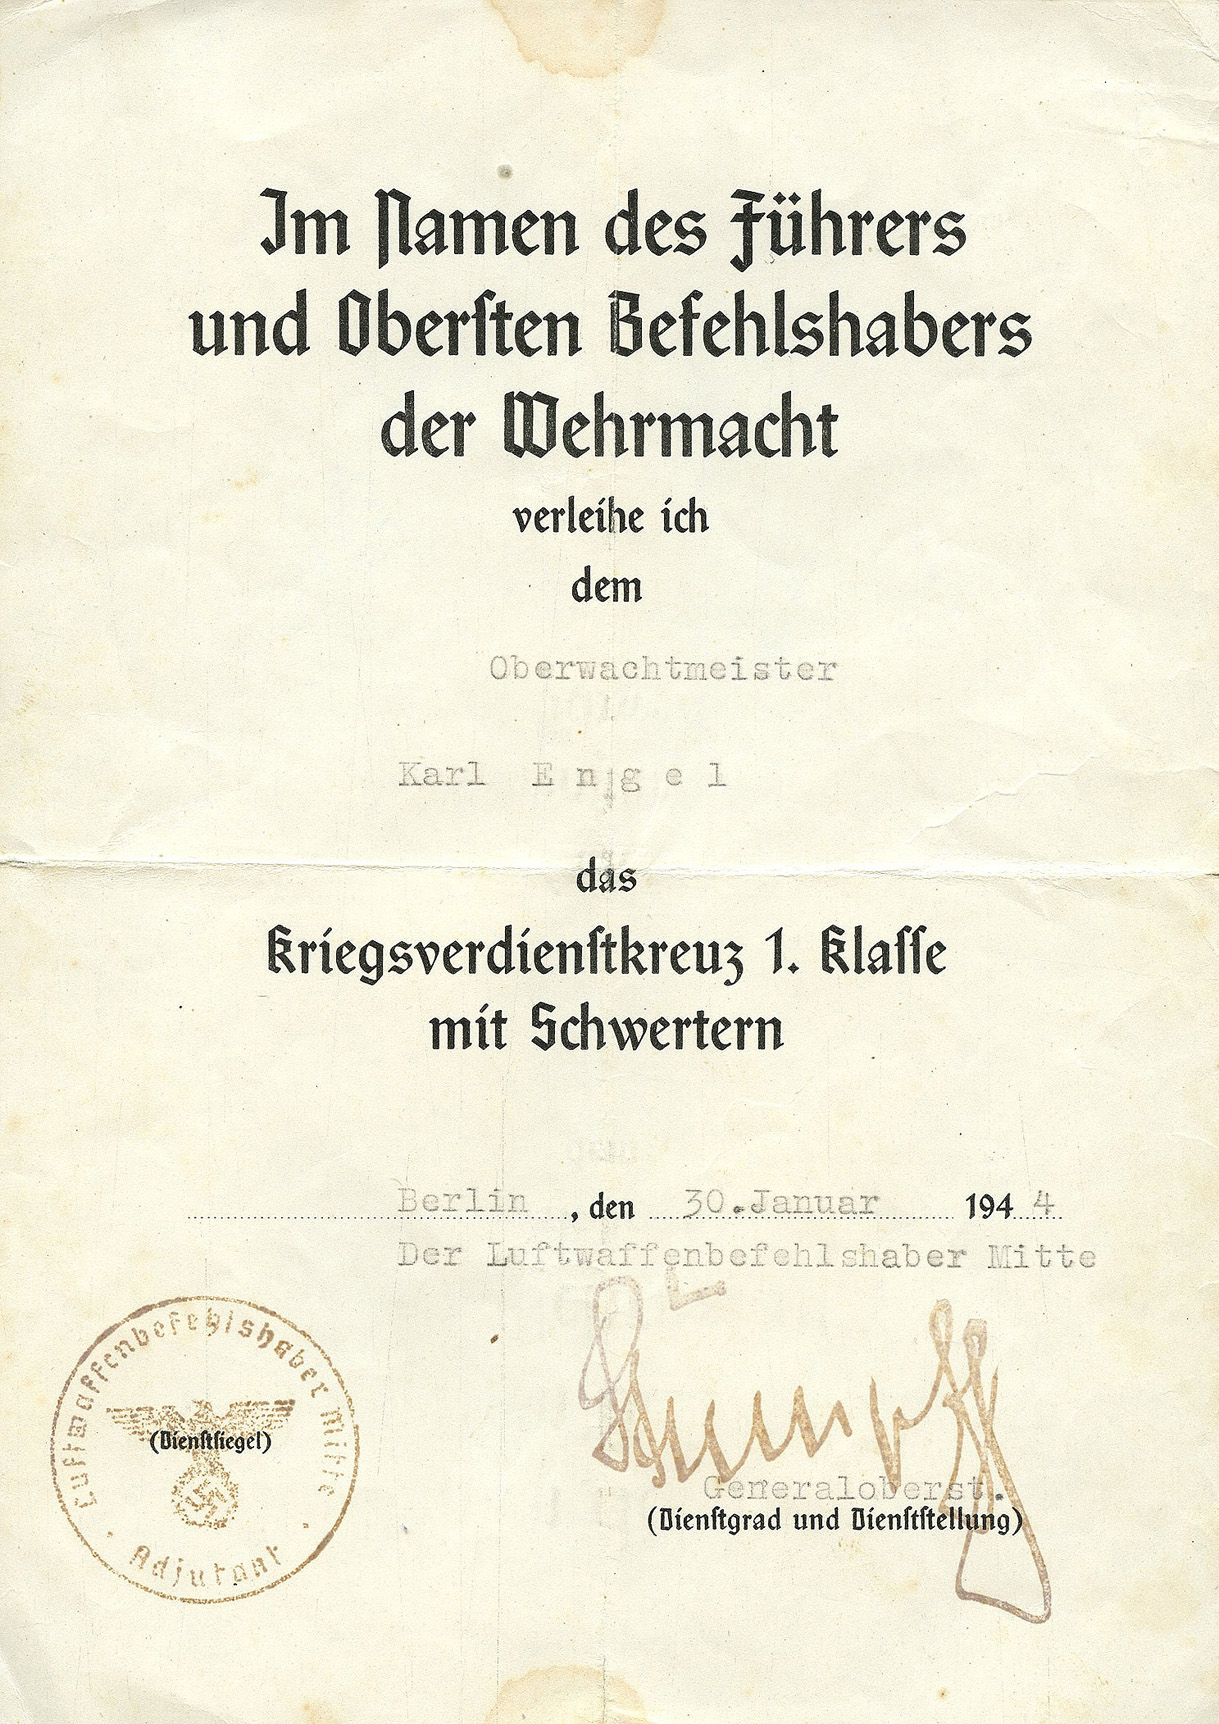 Im Namen des Führers
und Oberſten Befehlshabers
der Wehrmacht
verleihe ich
dem
Oberwachtmeister
Karl E n g e l
das
Kriegsverdienſtkreuz 1. Klaſſe
mit Schwertern
Berlin , den 30.Januar 1944
Der Luftwaffenbefehlshaber Mitte
Luftwaffenbefehlshaber Mitte
(Dienſtſiegel)
Adjutant
Stumpff
Generaloberst.
(Dienſtgrad und Dienſtſtellung)